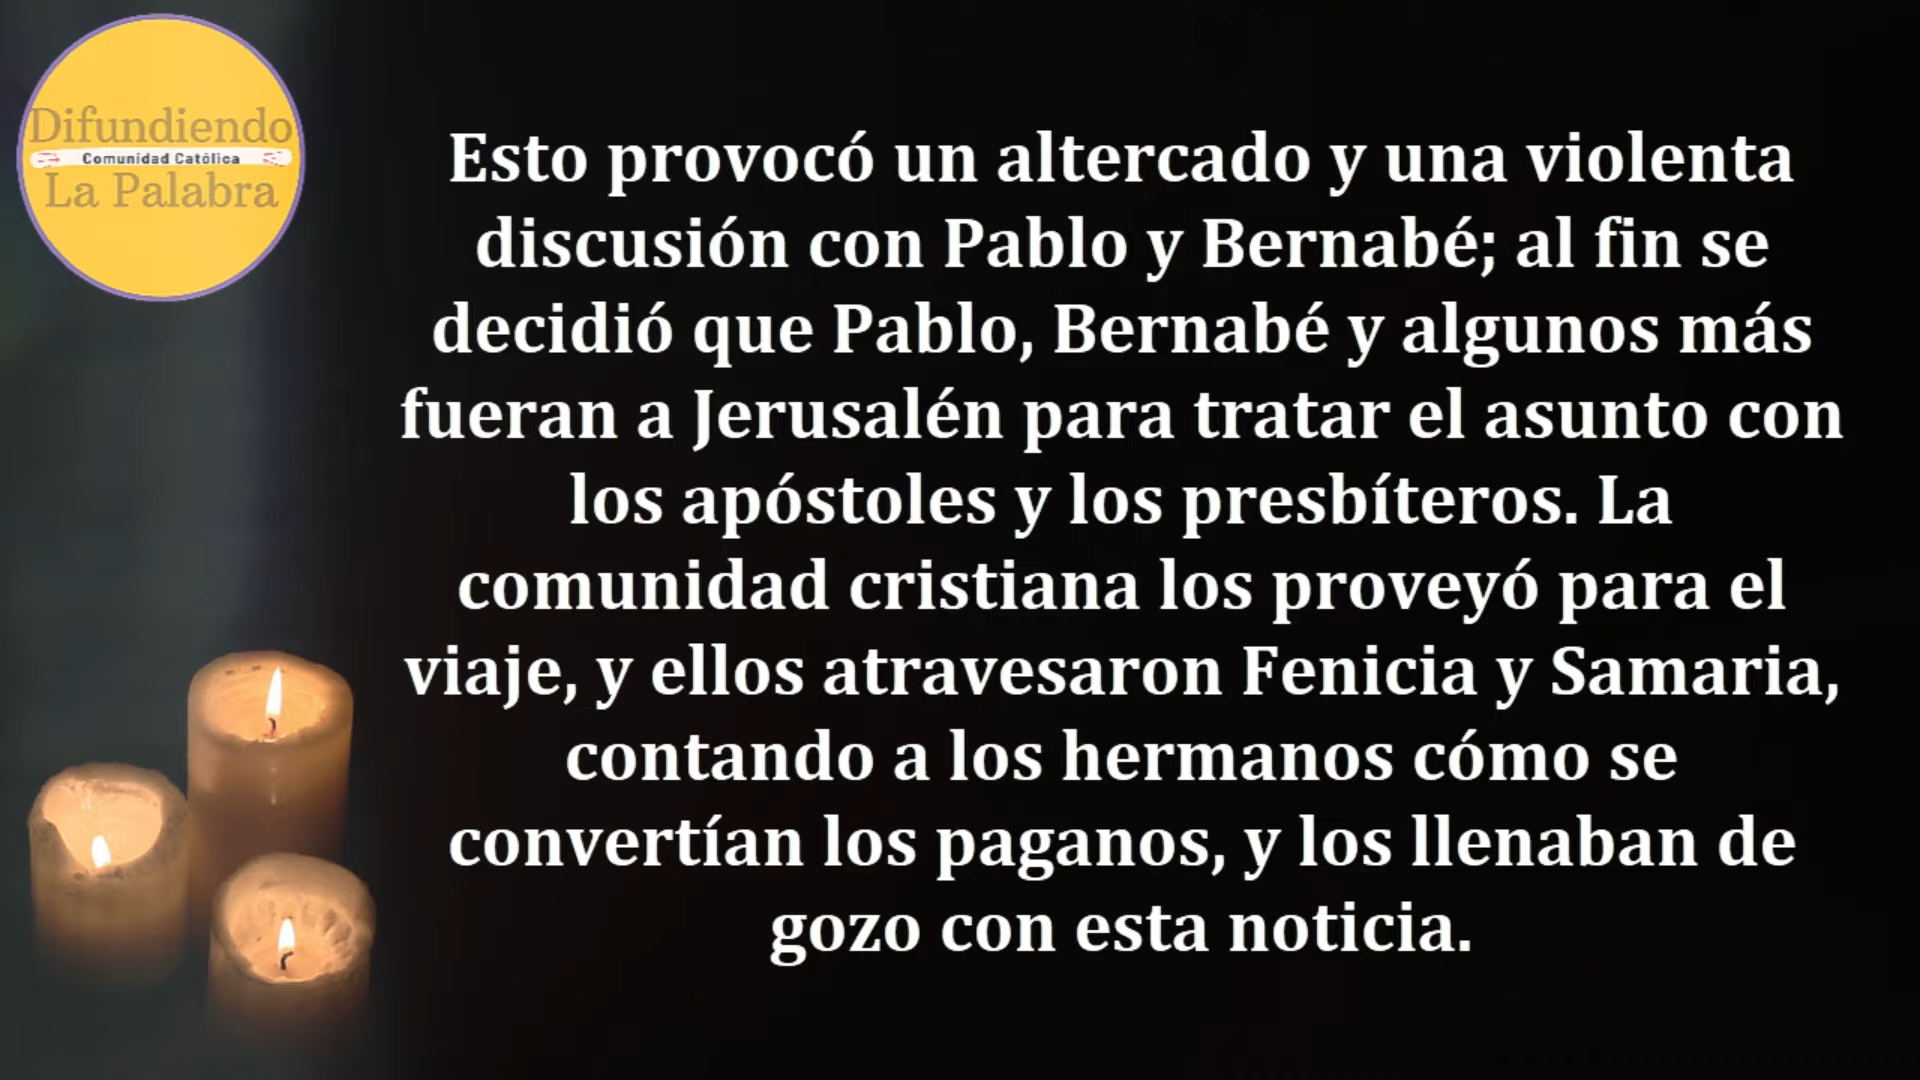 Difundiendo
Comunidad Católica
La Palabra
Esto provocó un altercado y una violenta
discusión con Pablo y Bernabé; al fin se
decidió que Pablo, Bernabé y algunos más
fueran a Jerusalén para tratar el asunto con
los apóstoles y los presbíteros. La
comunidad cristiana los proveyó para el
viaje, y ellos atravesaron Fenicia y Samaria,
contando a los hermanos cómo se
convertían los paganos, y los llenaban de
gozo con esta noticia.